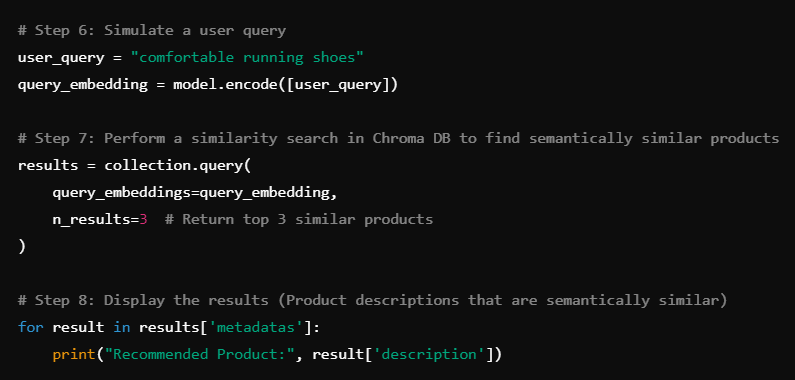 # Step 6: Simulate a user query
user_query = "comfortable running shoes"
query_embedding = model.encode([user_query])
# Step 7: Perform a similarity search in Chroma DB to find semantically similar products
results = collection.query(
    query_embeddings=query_embedding,
    n_results=3  # Return top 3 similar products
)
# Step 8: Display the results (Product descriptions that are semantically similar)
for result in results['metadatas']:
    print("Recommended Product:", result['description'])